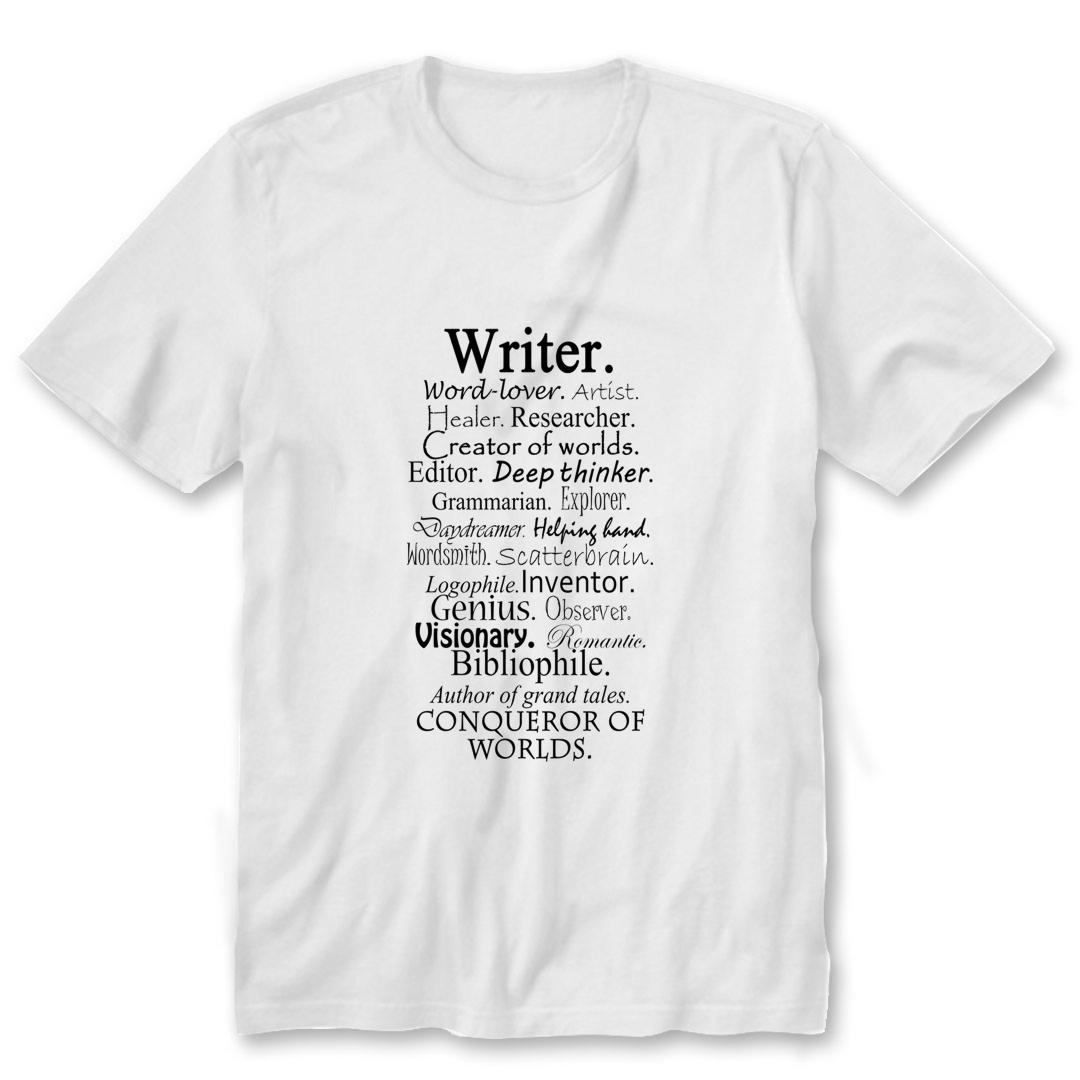 Writer.
Word-lover. Artist.
Healer. Researcher.
Creator of worlds.
Editor. Deep thinker.
Grammarian. Explorer.
Daydreamer. Helping hand.
Wordsmith. Scatterbrain.
Logophile. Inventor.
Genius. Observer.
Visionary. Romantic.
Bibliophile.
Author of grand tales.
CONQUEROR OF
WORLDS.